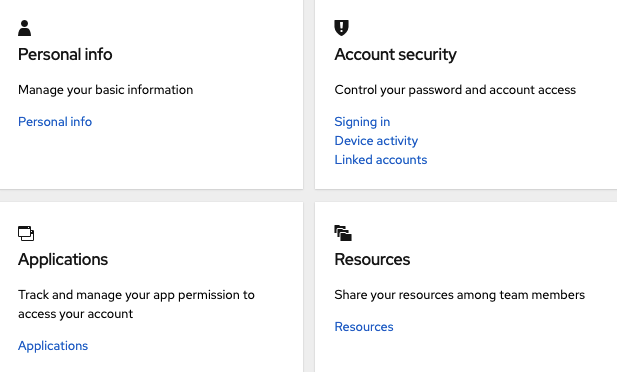 Personal info
Manage your basic information
Personal info
Account security
Control your password and account access
Signing in
Device activity
Linked accounts
Applications
Track and manage your app permission to
access your account
Applications
Resources
Share your resources among team members
Resources